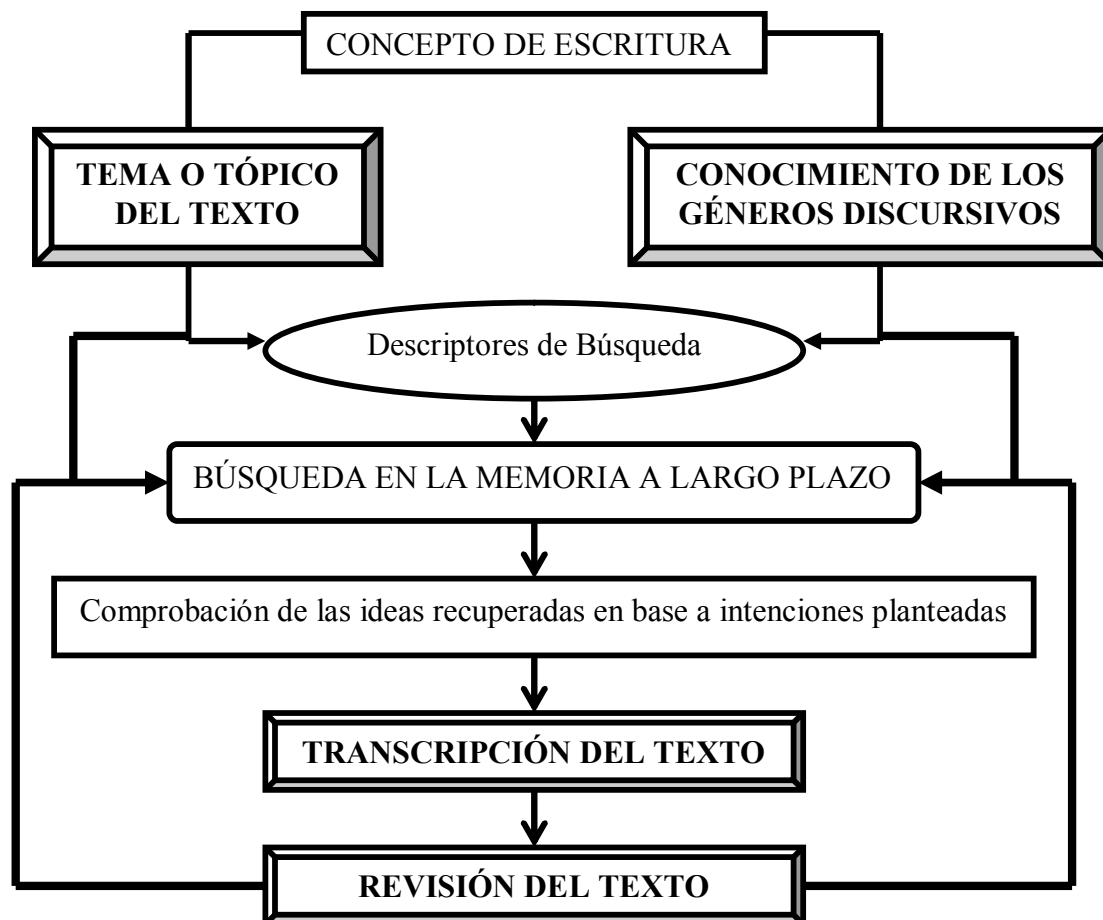 CONCEPTO DE ESCRITURA
TEMA O TÓPICO
DEL TEXTO
CONOCIMIENTO DE LOS
GÉNEROS DISCURSIVOS
Descriptores de Búsqueda
BÚSQUEDA EN LA MEMORIA A LARGO PLAZO
Comprobación de las ideas recuperadas en base a intenciones planteadas
TRANSCRIPCIÓN DEL TEXTO
REVISIÓN DEL TEXTO